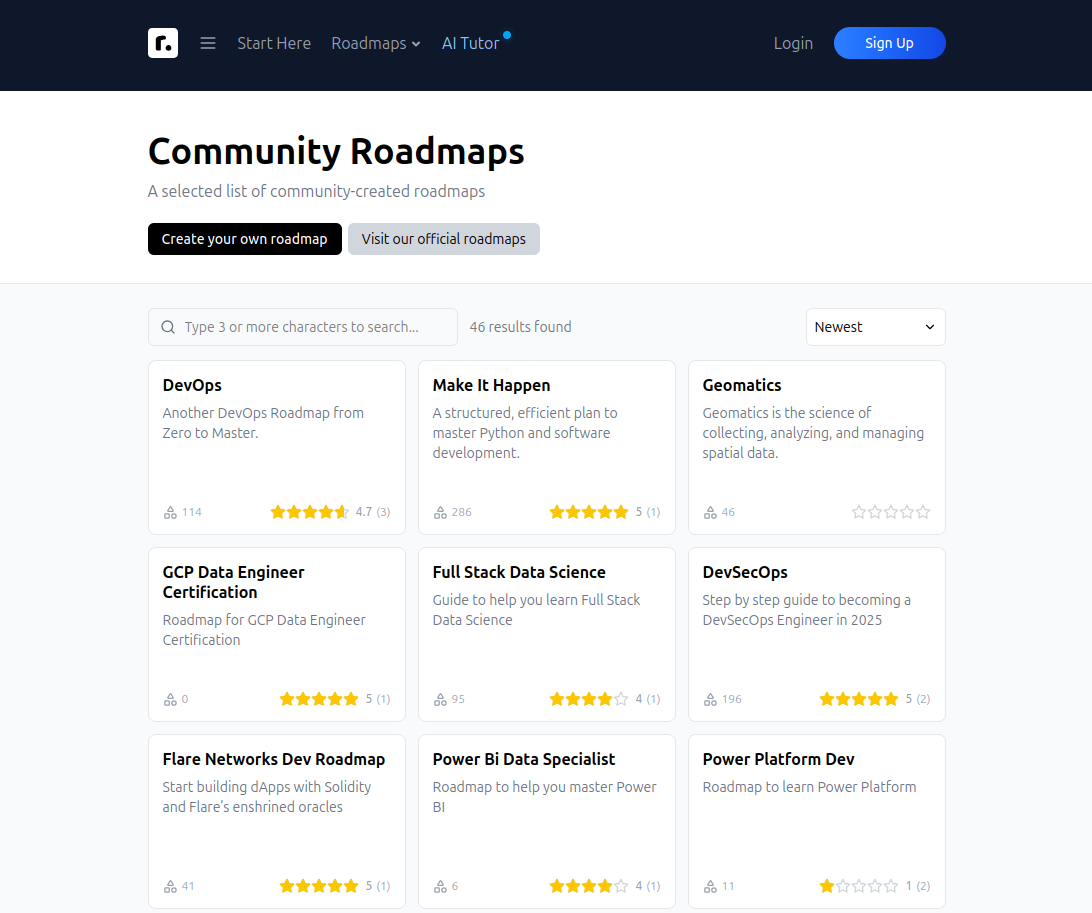 r.
Start Here
Roadmaps
AI Tutor
Login
Sign Up
Community Roadmaps
A selected list of community-created roadmaps
Create your own roadmap
Visit our official roadmaps
Type 3 or more characters to search...
46 results found
Newest
DevOps
Another DevOps Roadmap from
Zero to Master.
114
4.7 (3)
Make It Happen
A structured, efficient plan to
master Python and software
development.
286
5 (1)
Geomatics
Geomatics is the science of
collecting, analyzing, and managing
spatial data.
46
GCP Data Engineer
Certification
Roadmap for GCP Data Engineer
Certification
0
5 (1)
Full Stack Data Science
Guide to help you learn Full Stack
Data Science
95
4 (1)
DevSecOps
Step by step guide to becoming a
DevSecOps Engineer in 2025
196
5 (2)
Flare Networks Dev Roadmap
Start building dApps with Solidity
and Flare’s enshrined oracles
41
5 (1)
Power Bi Data Specialist
Roadmap to help you master Power
BI
6
4 (1)
Power Platform Dev
Roadmap to learn Power Platform
11
1 (2)